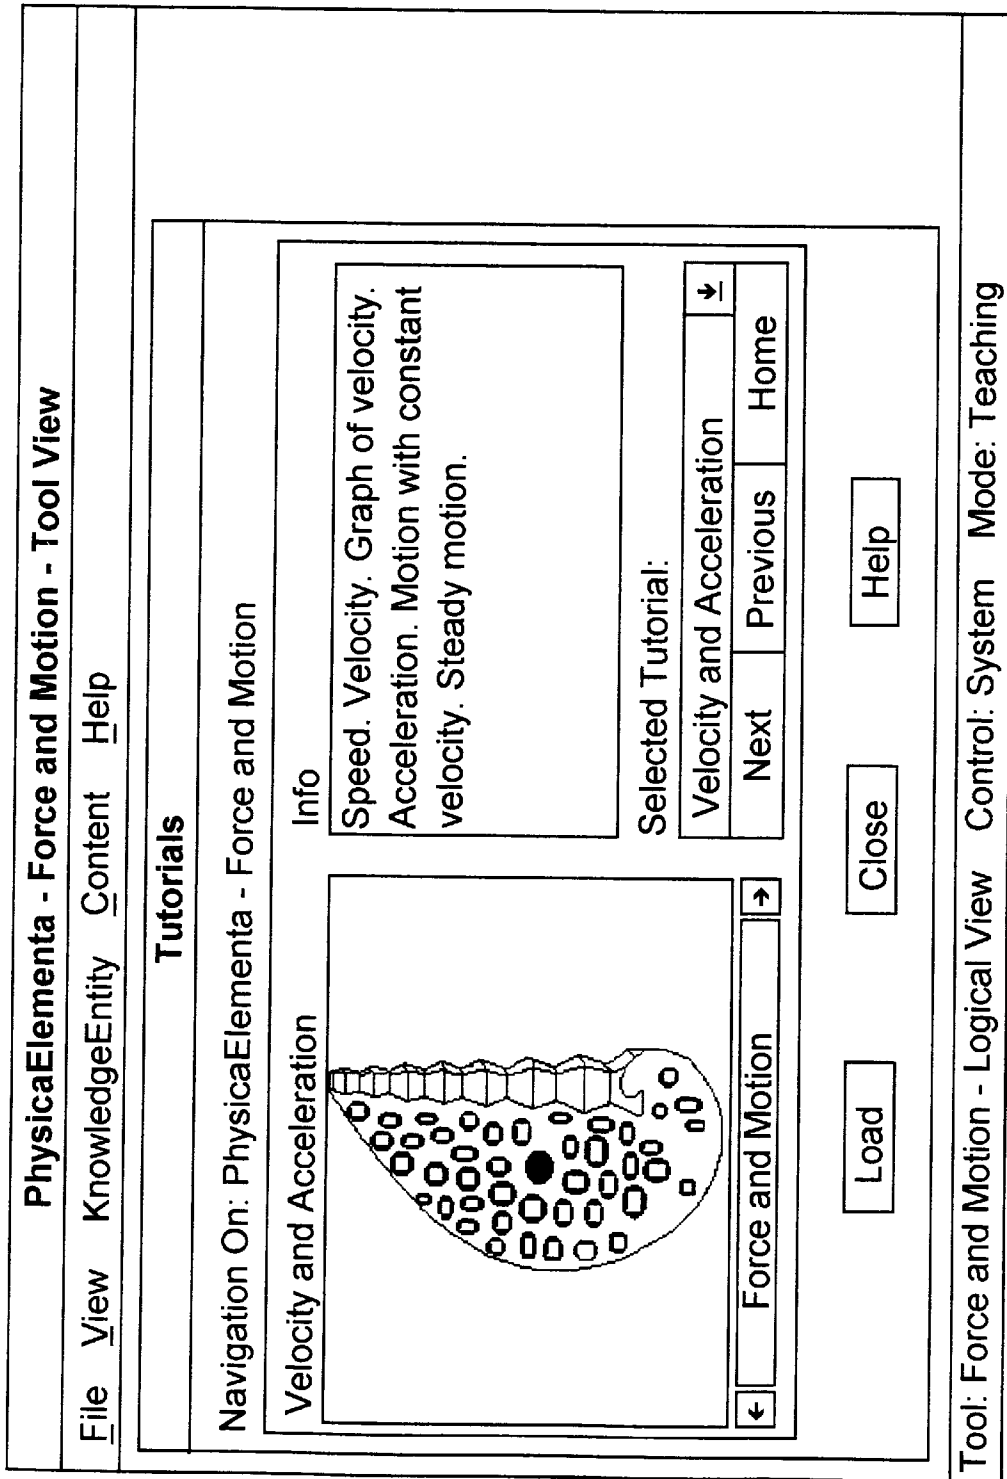 PhysicaElementa - Force and Motion - Tool View
File View KnowledgeEntity Content Help
Tutorials
Navigation On: PhysicaElementa - Force and Motion
Velocity and Acceleration
Force and Motion
Info
Speed. Velocity. Graph of velocity.
Acceleration. Motion with constant
velocity. Steady motion.
Selected Tutorial:
Velocity and Acceleration
Next Previous Home
Load Close Help
Tool: Force and Motion - Logical View Control: System Mode: Teaching